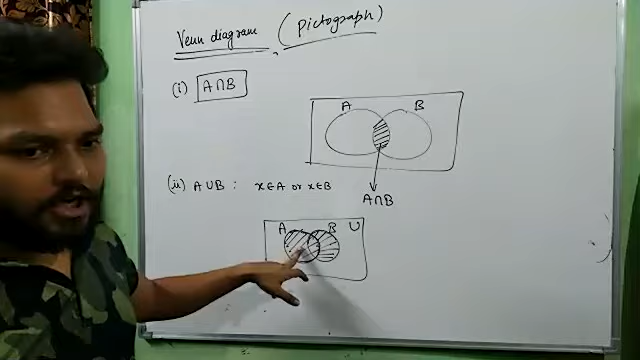 Venn diagram (pictograph)
(i) A∩B
A B
A∩B
(ii) A∪B : x∈A or x∈B
A B U